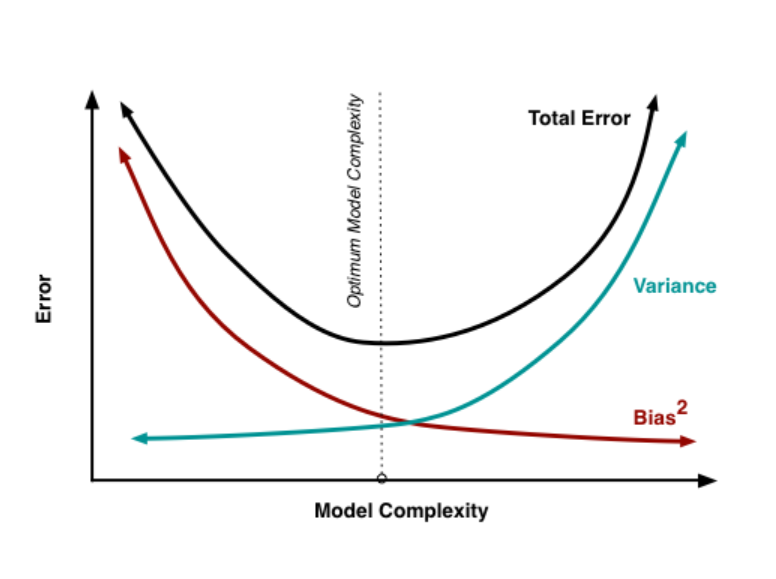 Optimum Model Complexity
Total Error
Error
Variance
Bias²
Model Complexity